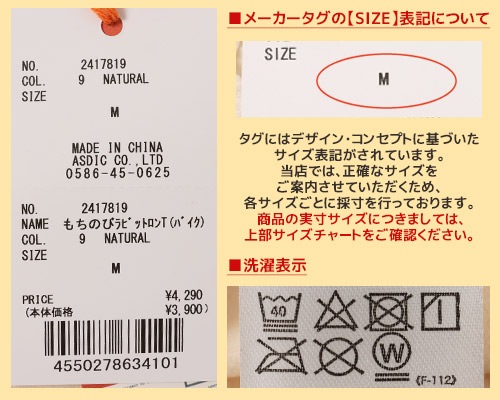 NO. 2417819
COL. 9 NATURAL
SIZE
M
MADE IN CHINA
ASDIC CO.,LTD
0586-45-0625
NO. 2417819
NAME もちのびラビットロンT(バイク)
COL. 9 NATURAL
SIZE
M
PRICE ¥4,290
(本体価格 ¥3,900)
4550278634101
■メーカータグの【SIZE】表記について
SIZE
M
タグにはデザイン・コンセプトに基づいた
サイズ表記がされています。
当店では、正確なサイズを
ご案内させていただくため、
各サイズごとに採寸を行っております。
商品の実寸サイズにつきましては、
上部サイズチャートをご確認ください。
■洗濯表示
40
W
《F-112》